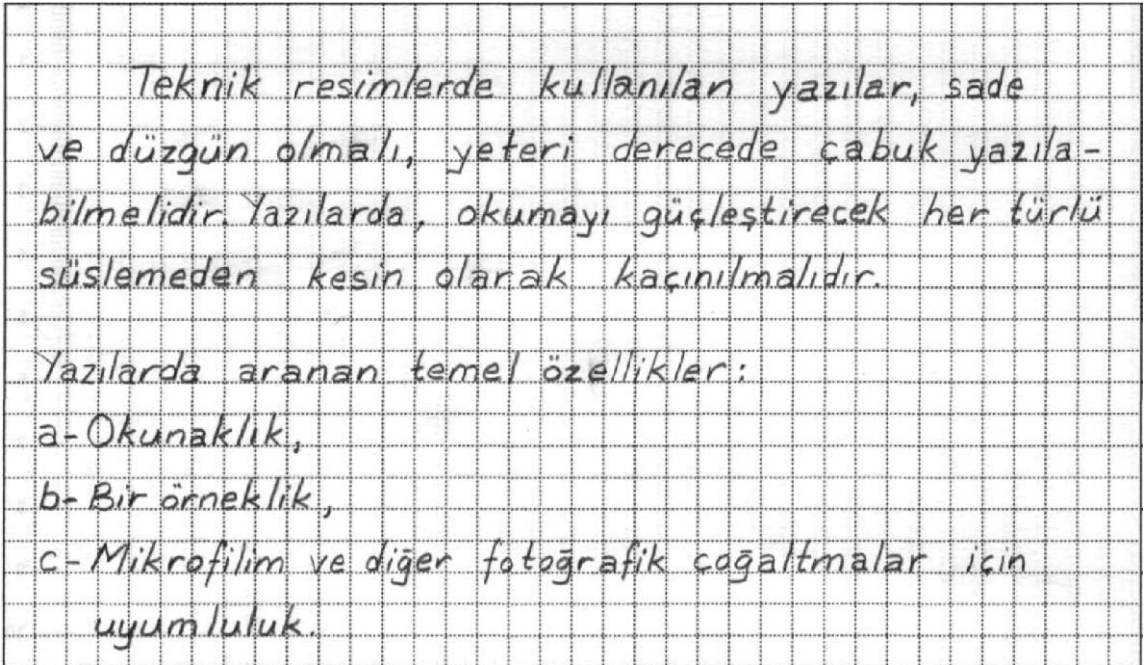 Teknik resimlerde kullanılan yazılar, sade
ve düzgün olmalı, yeteri derecede çabuk yazıla-
bilmelidir. Yazılarda, okumayı güçleştirecek her türlü
süslemeden kesin olarak kaçınılmalıdır.
Yazılarda aranan temel özellikler:
a- Okunaklık,
b- Bir örneklik,
c- Mikrofilim ve diğer fotoğrafik çoğaltmalar için
uyumluluk.